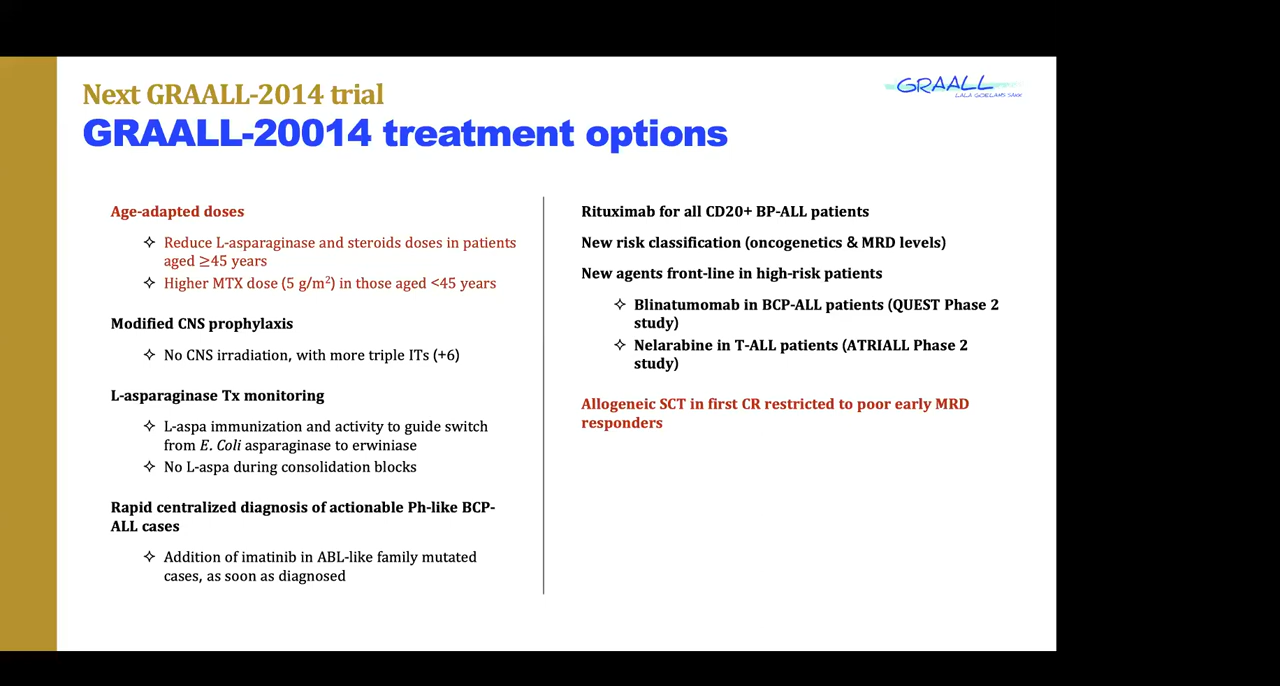 Next GRAALL-2014 trial
GRAALL-20014 treatment options
GRAALL
Age-adapted doses
✧ Reduce L-asparaginase and steroids doses in patients
aged ≥45 years
✧ Higher MTX dose (5 g/m²) in those aged <45 years
Modified CNS prophylaxis
✧ No CNS irradiation, with more triple ITs (+6)
L-asparaginase Tx monitoring
✧ L-aspa immunization and activity to guide switch
from E. Coli asparaginase to erwiniase
✧ No L-aspa during consolidation blocks
Rapid centralized diagnosis of actionable Ph-like BCP-
ALL cases
✧ Addition of imatinib in ABL-like family mutated
cases, as soon as diagnosed
Rituximab for all CD20+ BP-ALL patients
New risk classification (oncogenetics & MRD levels)
New agents front-line in high-risk patients
✧ Blinatumomab in BCP-ALL patients (QUEST Phase 2
study)
✧ Nelarabine in T-ALL patients (ATRIALL Phase 2
study)
Allogeneic SCT in first CR restricted to poor early MRD
responders